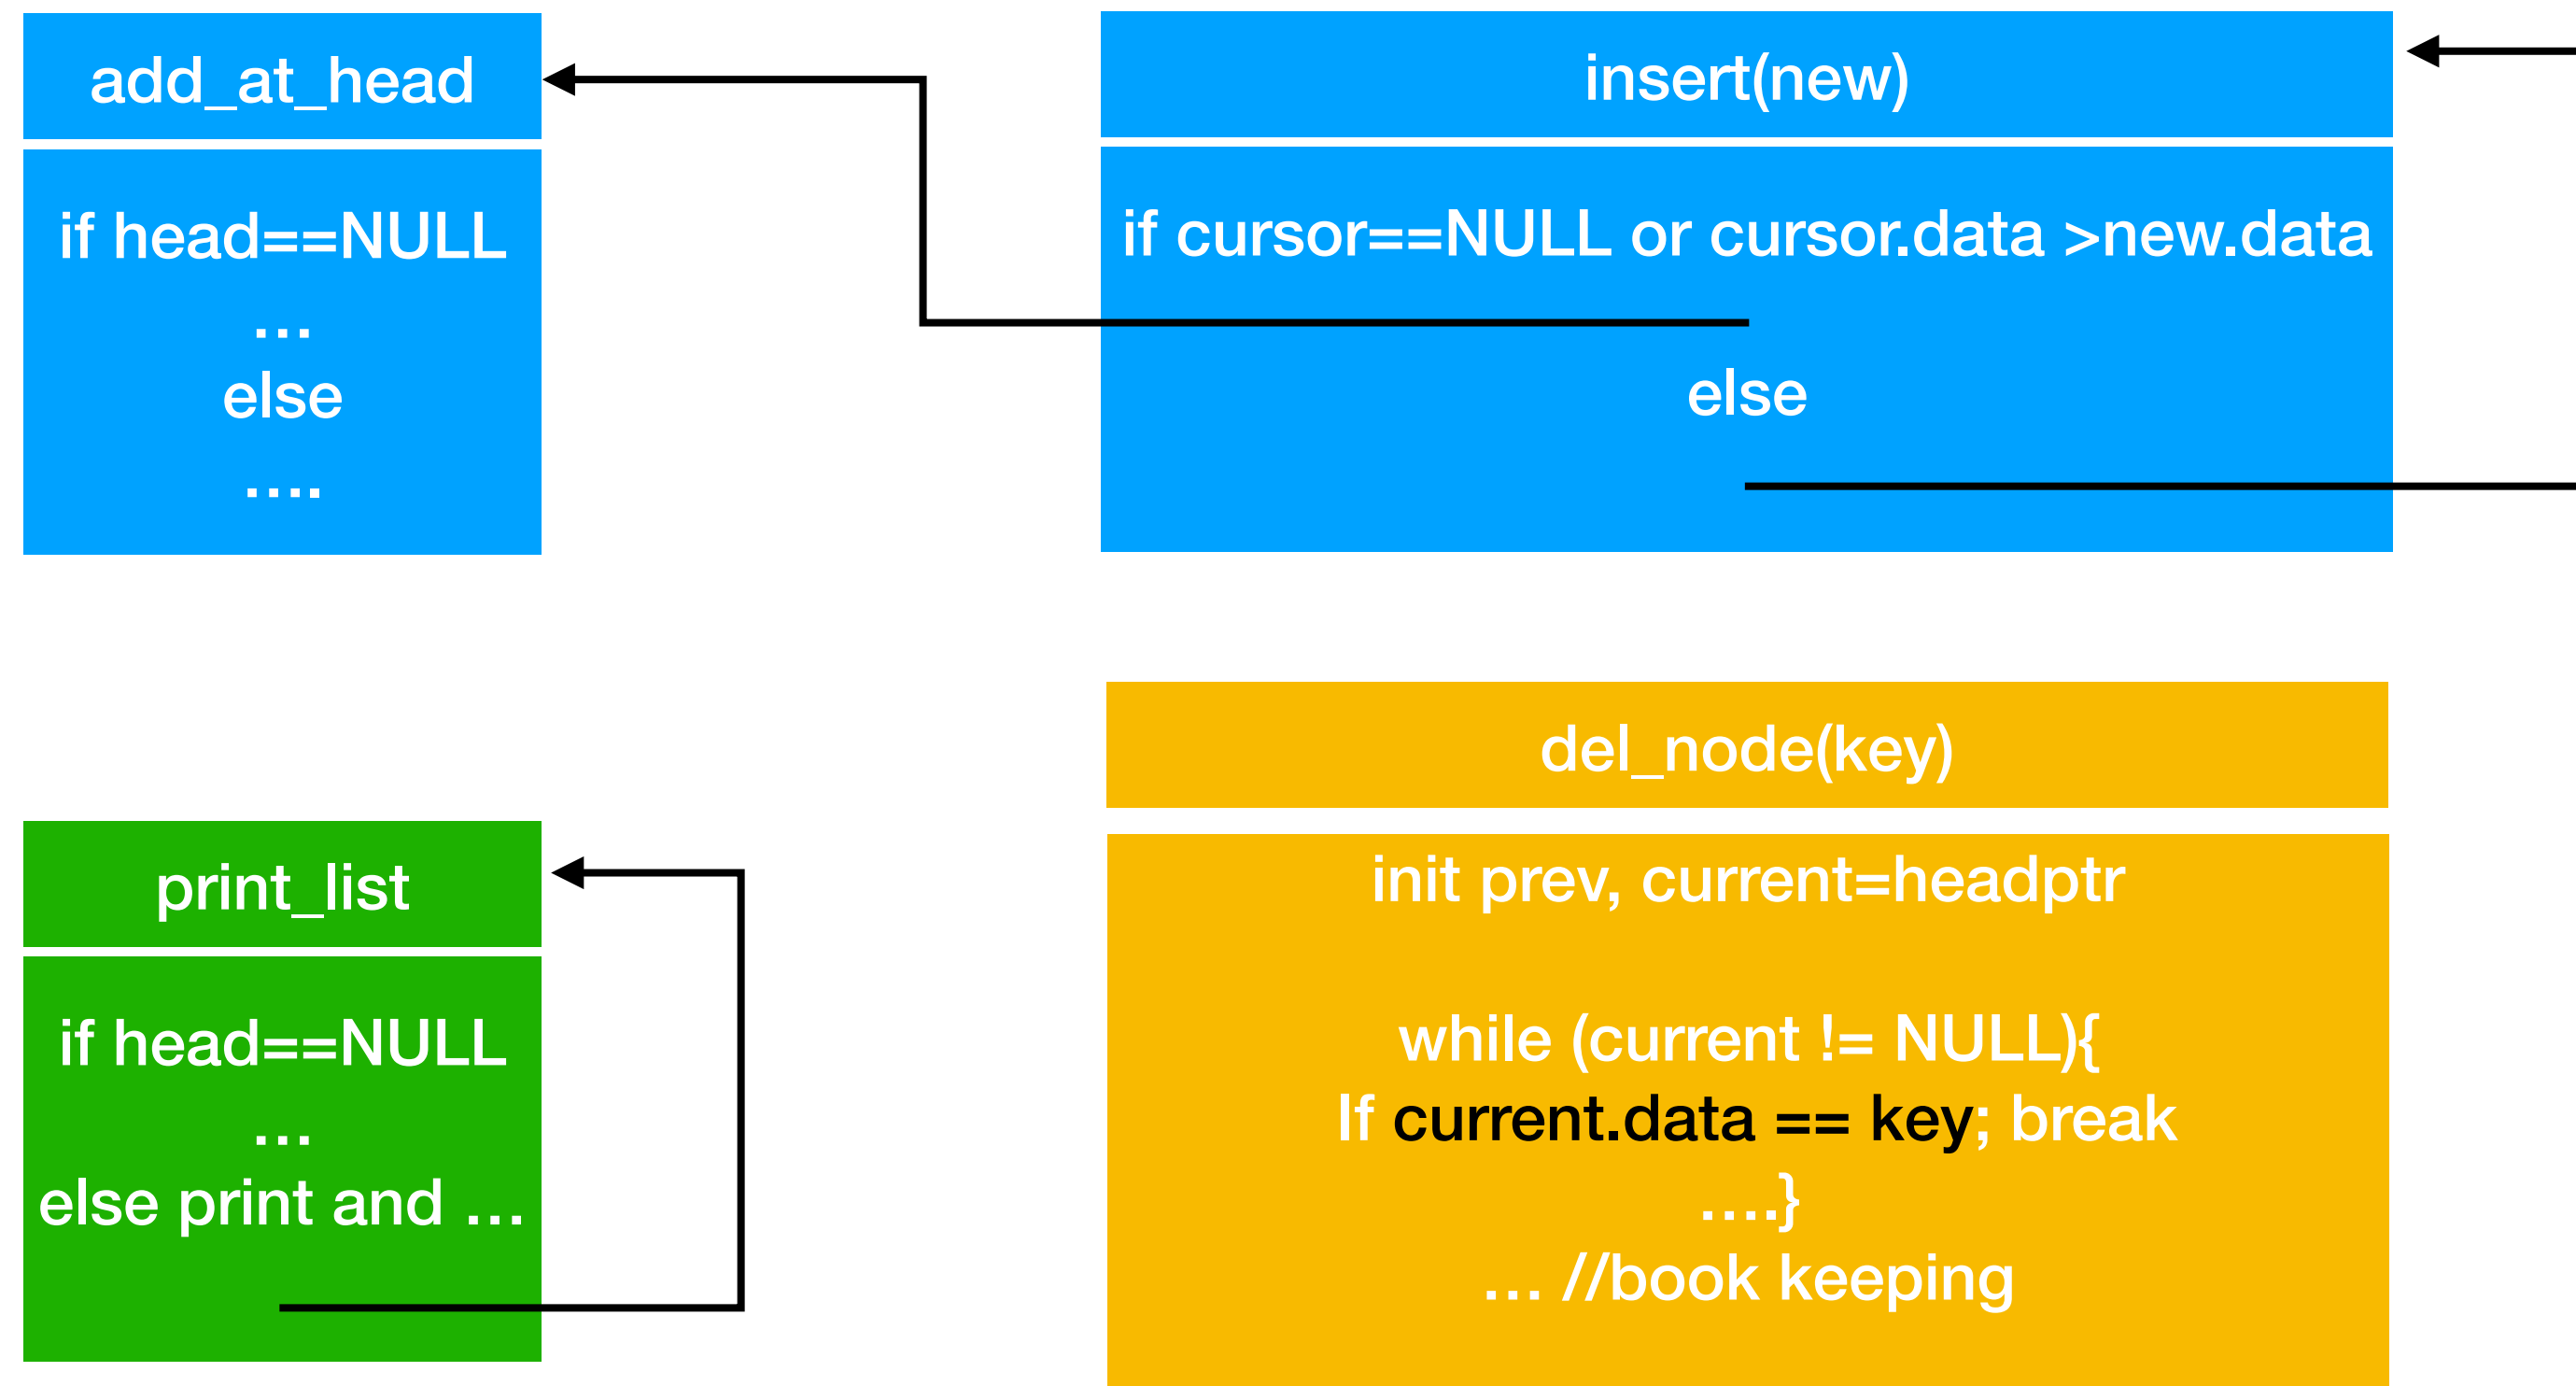 add_at_head
if head==NULL
...
else
....
insert(new)
if cursor==NULL or cursor.data >new.data
else
print_list
if head==NULL
...
else print and ...
del_node(key)
init prev, current=headptr
while (current != NULL){
If current.data == key; break
....}
... //book keeping